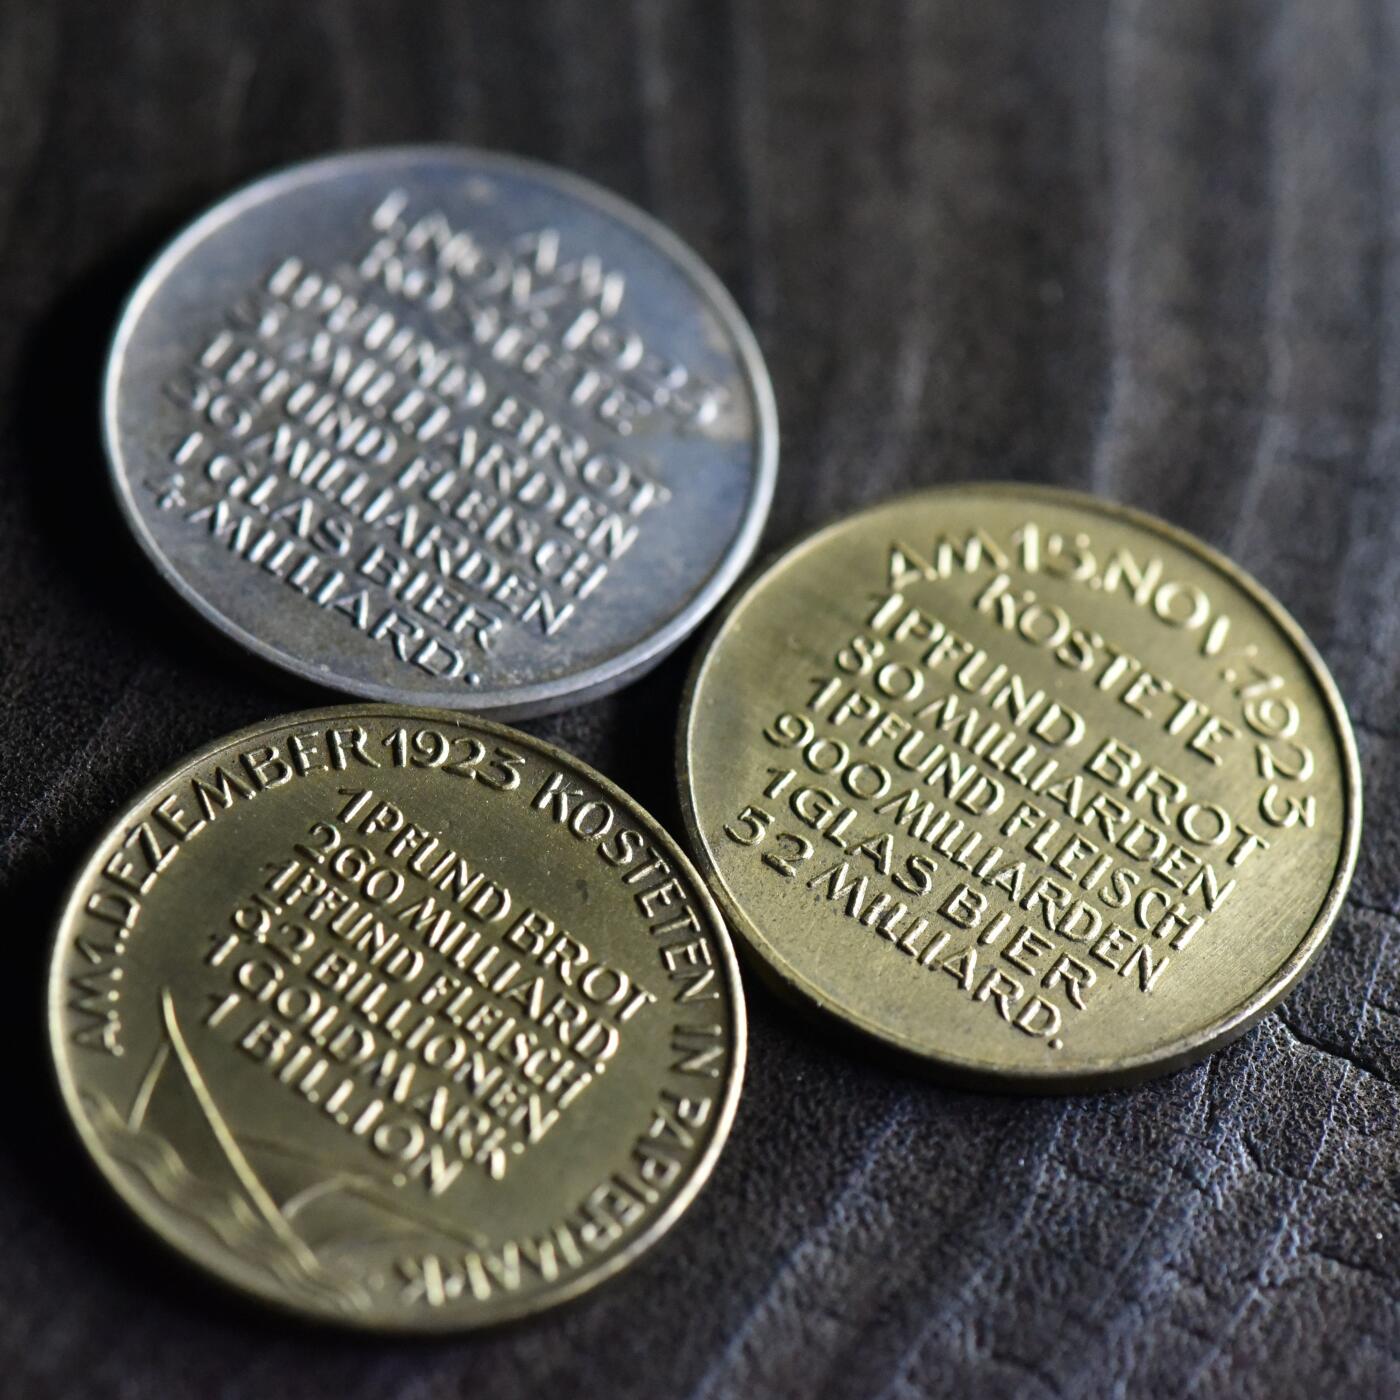 AM
1. NOV. 1923
KOSTETE
1 PFUND BROT
3 MILLIARDEN
1 PFUND FLEISCH
36 MILLIARDEN
1 GLAS BIER
4 MILLIARD.
AM 15. NOV. 1923
KOSTETE
1 PFUND BROT
80 MILLIARDEN
1 PFUND FLEISCH
900 MILLIARDEN
1 GLAS BIER
52 MILLIARD.
AM 1. DEZEMBER 1923 KOSTETEN IN PAPIERMARK
1 PFUND BROT
260 MILLIARD.
1 PFUND FLEISCH
3,2 BILLIONEN
1 GOLDMARK
1 BILLION